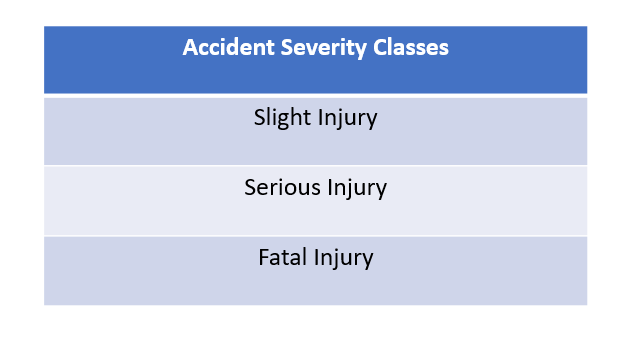 Accident Severity Classes
Slight Injury
Serious Injury
Fatal Injury